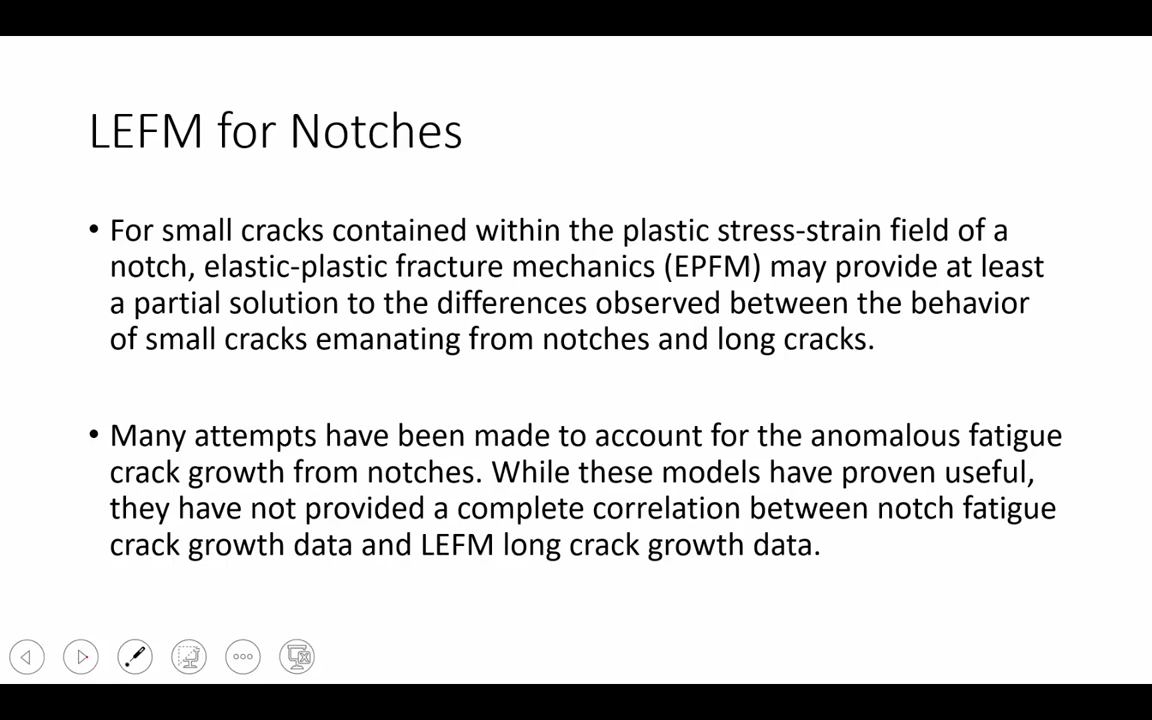 LEFM for Notches
• For small cracks contained within the plastic stress-strain field of a
notch, elastic-plastic fracture mechanics (EPFM) may provide at least
a partial solution to the differences observed between the behavior
of small cracks emanating from notches and long cracks.
• Many attempts have been made to account for the anomalous fatigue
crack growth from notches. While these models have proven useful,
they have not provided a complete correlation between notch fatigue
crack growth data and LEFM long crack growth data.